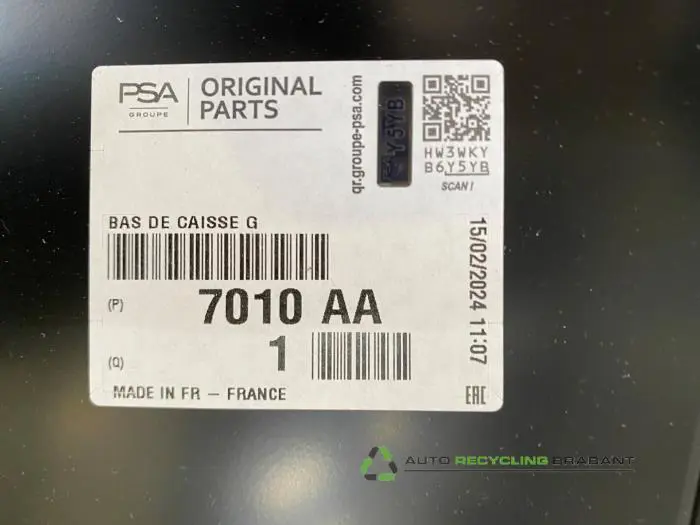 PSA
GROUPE
ORIGINAL
PARTS
qr.groupe-psa.com
Y5YB
HW3WKY
B6Y5YB
SCAN!
BAS DE CAISSE G
(P) 7010 AA
(Q) 1
MADE IN FR – FRANCE
15/02/2024 11:07
EAC
AUTO RECYCLING BRABANT